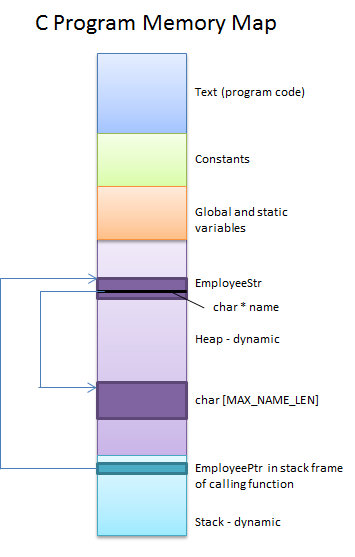 C Program Memory Map
Text (program code)
Constants
Global and static
variables
EmployeeStr
char * name
Heap - dynamic
char [MAX_NAME_LEN]
EmployeePtr in stack frame
of calling function
Stack - dynamic